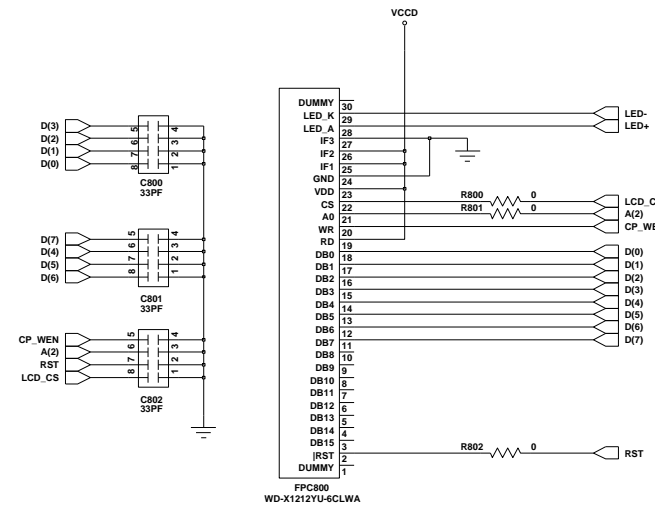 VCCD
D(3) 5 4
D(2) 6 3
D(1) 7 2
D(0) 8 1
C800
33PF
D(7) 5 4
D(4) 6 3
D(5) 7 2
D(6) 8 1
C801
33PF
CP_WEN 5 4
A(2) 6 3
RST 7 2
LCD_CS 8 1
C802
33PF
DUMMY 30
LED_K 29 LED-
LED_A 28 LED+
IF3 27
IF2 26
IF1 25
GND 24
VDD 23
CS 22 R800 0 LCD_C
A0 21 R801 0 A(2)
WR 20 CP_WE
RD 19
DB0 18 D(0)
DB1 17 D(1)
DB2 16 D(2)
DB3 15 D(3)
DB4 14 D(4)
DB5 13 D(5)
DB6 12 D(6)
DB7 11 D(7)
DB8 10
DB9 9
DB10 8
DB11 7
DB12 6
DB13 5
DB14 4
DB15 3
|RST 2 R802 0 RST
DUMMY 1
FPC800
WD-X1212YU-6CLWA